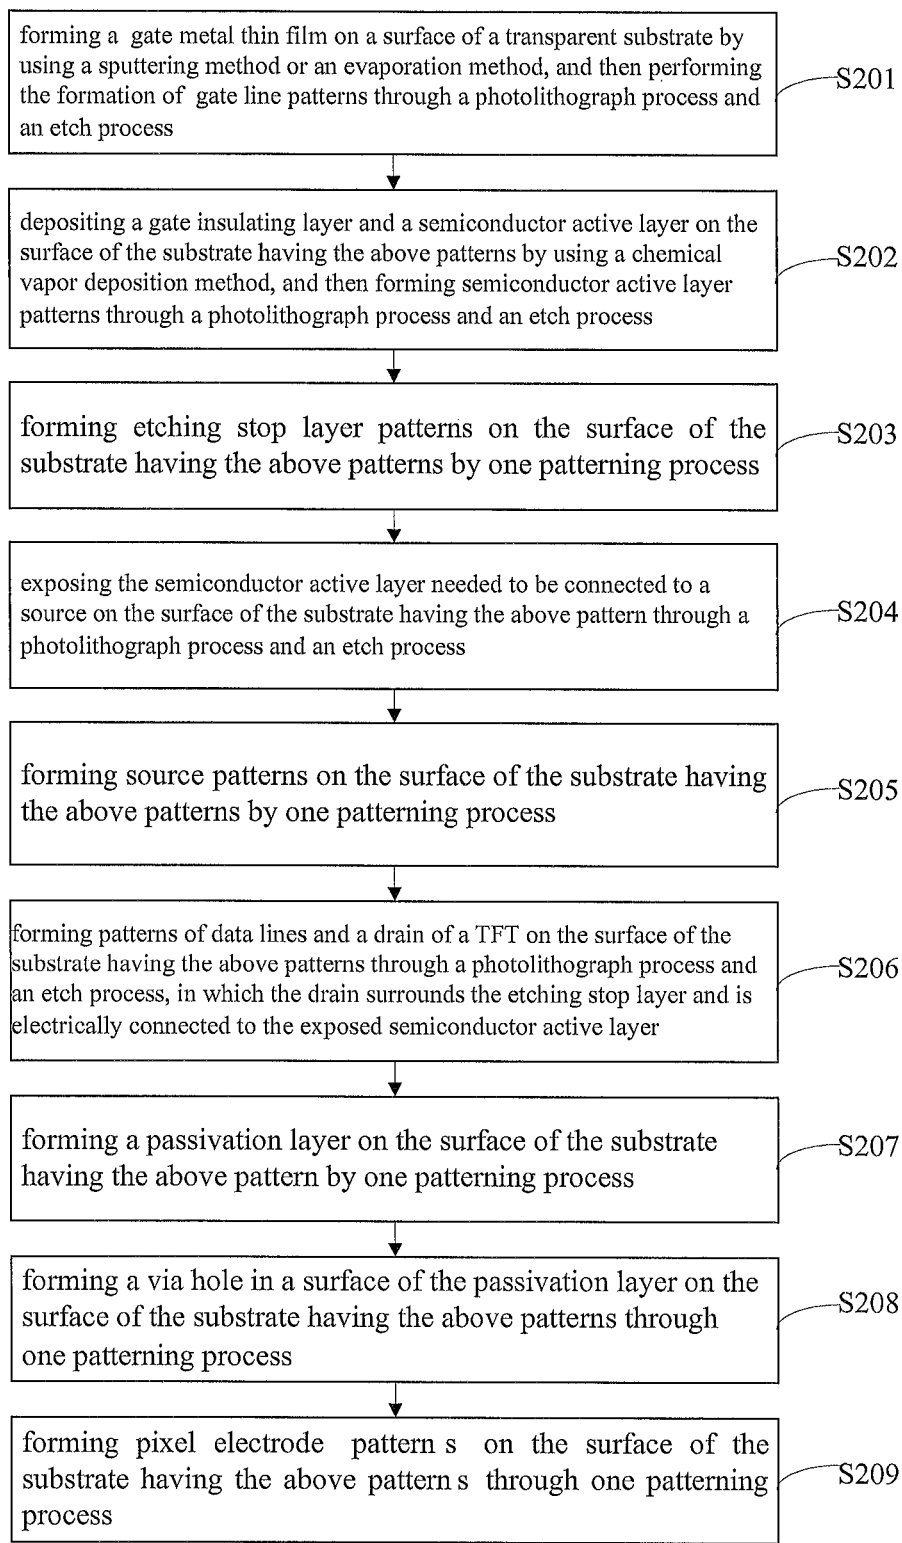 forming a gate metal thin film on a surface of a transparent substrate by
using a sputtering method or an evaporation method, and then performing
the formation of gate line patterns through a photolithograph process and
an etch process
S201
depositing a gate insulating layer and a semiconductor active layer on the
surface of the substrate having the above patterns by using a chemical
vapor deposition method, and then forming semiconductor active layer
patterns through a photolithograph process and an etch process
S202
forming etching stop layer patterns on the surface of the
substrate having the above patterns by one patterning process
S203
exposing the semiconductor active layer needed to be connected to a
source on the surface of the substrate having the above pattern through a
photolithograph process and an etch process
S204
forming source patterns on the surface of the substrate having
the above patterns by one patterning process
S205
forming patterns of data lines and a drain of a TFT on the surface of the
substrate having the above patterns through a photolithograph process and
an etch process, in which the drain surrounds the etching stop layer and is
electrically connected to the exposed semiconductor active layer
S206
forming a passivation layer on the surface of the substrate
having the above pattern by one patterning process
S207
forming a via hole in a surface of the passivation layer on the
surface of the substrate having the above patterns through
one patterning process
S208
forming pixel electrode pattern s on the surface of the
substrate having the above pattern s through one patterning
process
S209